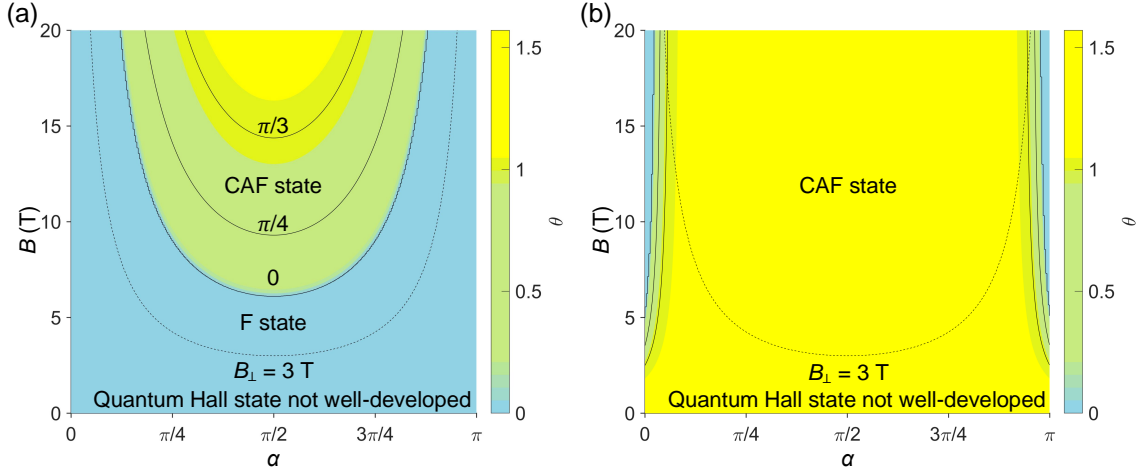 (a)
20
15
10
5
0
B (T)
π/3
CAF state
π/4
0
F state
B⊥ = 3 T
Quantum Hall state not well-developed
0
π/4
π/2
3π/4
π
α
1.5
1
0.5
0
θ
(b)
20
15
10
5
0
B (T)
CAF state
B⊥ = 3 T
Quantum Hall state not well-developed
0
π/4
π/2
3π/4
π
α
1.5
1
0.5
0
θ